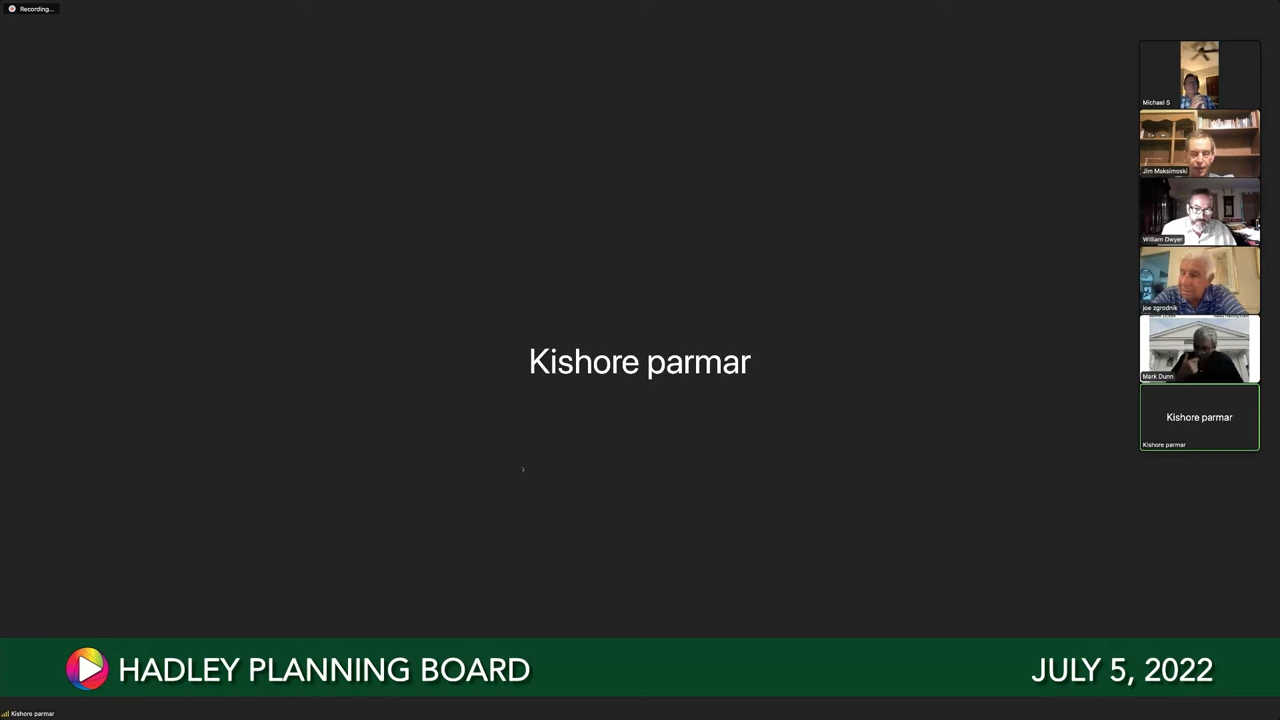 Recording...
Michael S
Jim Maksimoski
William Dwyer
joe zgrodnik
Mark Dunn
Kishore parmar
Kishore parmar
Kishore parmar
HADLEY PLANNING BOARD
JULY 5, 2022
Kishore parmar